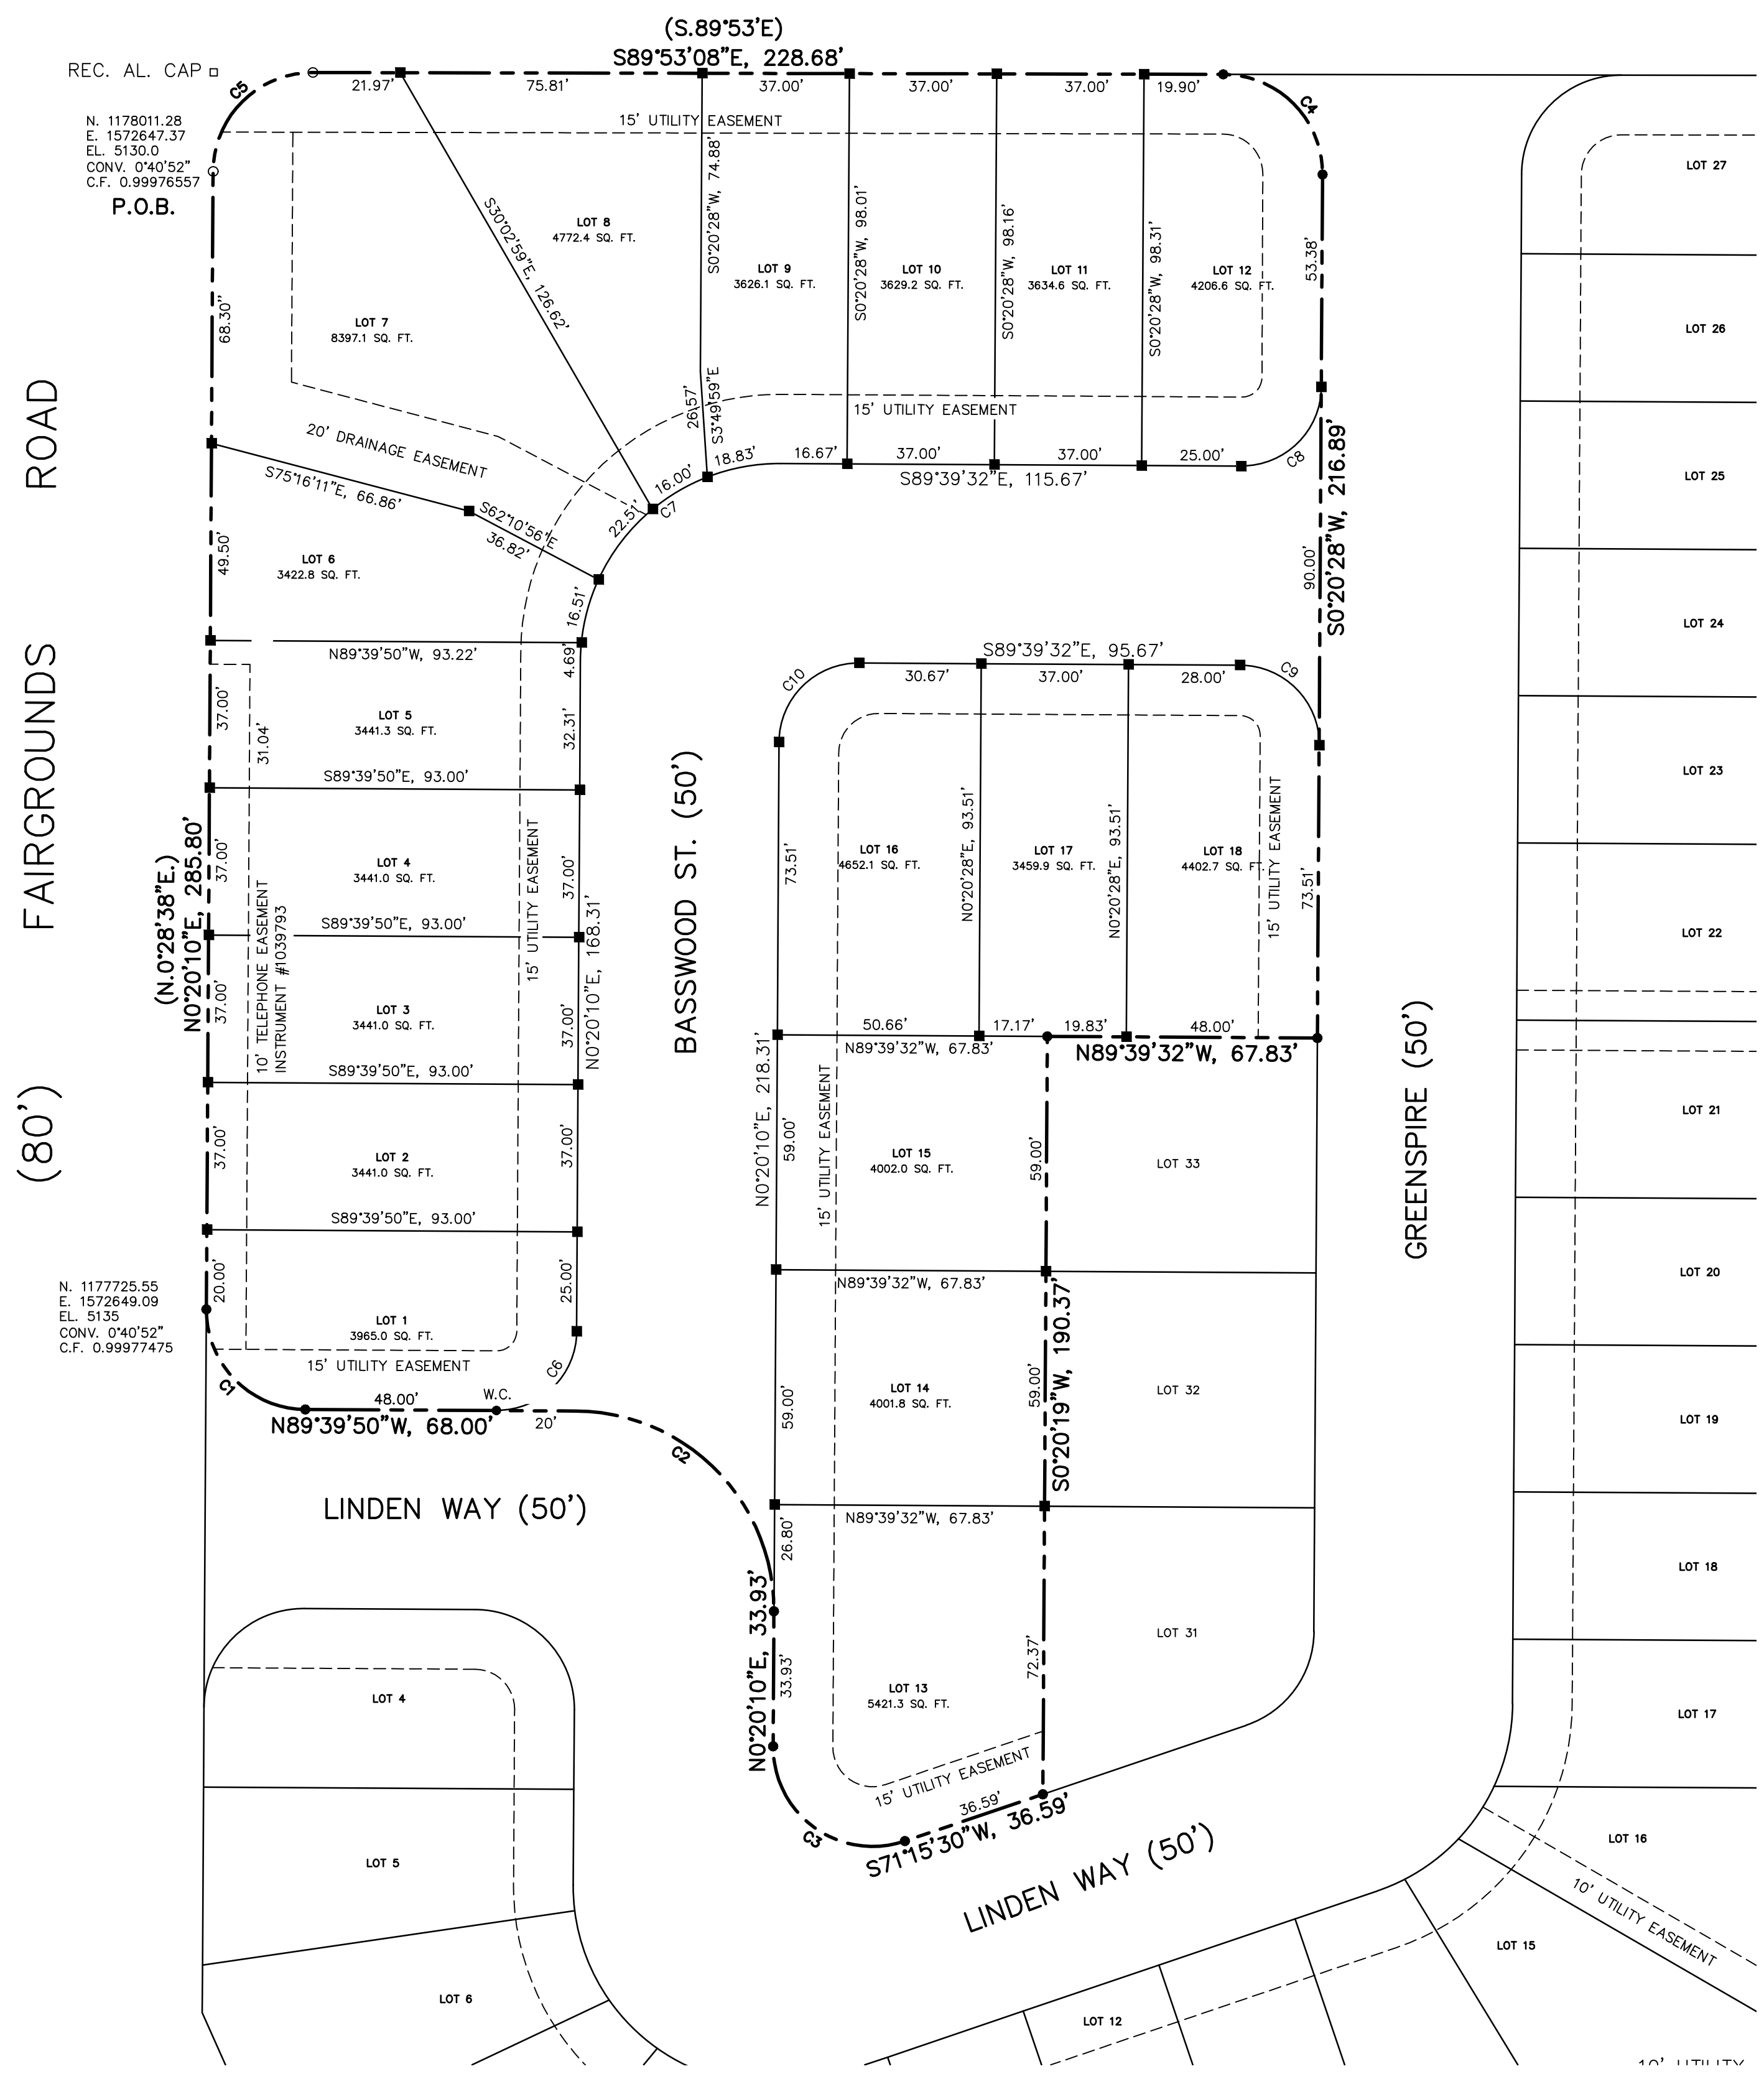 (S.89°53'E)
S89°53'08"E, 228.68'
REC. AL. CAP
C5
21.97'
75.81'
37.00'
37.00'
37.00'
19.90'
C4
N. 1178011.28
E. 1572647.37
EL. 5130.0
CONV. 0°40'52"
C.F. 0.99976557
P.O.B.
15' UTILITY EASEMENT
68.30"
S30°02'59"E, 126.62'
LOT 8
4772.4 SQ. FT.
S0°20'28"W, 74.88'
LOT 9
3626.1 SQ. FT.
S0°20'28"W, 98.01'
LOT 10
3629.2 SQ. FT.
S0°20'28"W, 98.16'
LOT 11
3634.6 SQ. FT.
S0°20'28"W, 98.31'
LOT 12
4206.6 SQ. FT.
53.38'
LOT 27
LOT 7
8397.1 SQ. FT.
LOT 26
26.57'
S3°49'59"E
15' UTILITY EASEMENT
20' DRAINAGE EASEMENT
S75°16'11"E, 66.86'
S62°10'56"E
36.82'
22.51'
16.00'
C7
18.83'
16.67'
37.00'
37.00'
25.00'
S89°39'32"E, 115.67'
C8
S0°20'28"W, 216.89'
90.00'
LOT 25
49.50'
LOT 6
3422.8 SQ. FT.
16.51'
LOT 24
N89°39'50"W, 93.22'
4.69'
S89°39'32"E, 95.67'
C10
30.67'
37.00'
28.00'
C9
37.00'
31.04'
LOT 5
3441.3 SQ. FT.
32.31'
LOT 23
S89°39'50"E, 93.00'
FAIRGROUNDS ROAD
(80')
(N.0°28'38"E.)
N0°20'10"E, 285.80'
37.00'
LOT 4
3441.0 SQ. FT.
37.00'
15' UTILITY EASEMENT
BASSWOOD ST. (50')
73.51'
LOT 16
4652.1 SQ. FT.
N0°20'28"E, 93.51'
LOT 17
3459.9 SQ. FT.
N0°20'28"E, 93.51'
LOT 18
4402.7 SQ. FT.
15' UTILITY EASEMENT
73.51'
LOT 22
S89°39'50"E, 93.00'
10' TELEPHONE EASEMENT
INSTRUMENT #1039793
37.00'
LOT 3
3441.0 SQ. FT.
37.00'
N0°20'10"E, 168.31'
50.66'
17.17'
19.83'
48.00'
N89°39'32"W, 67.83'
N89°39'32"W, 67.83'
S89°39'50"E, 93.00'
GREENSPIRE (50')
LOT 21
37.00'
LOT 2
3441.0 SQ. FT.
37.00'
N0°20'10"E, 218.31'
59.00'
15' UTILITY EASEMENT
LOT 15
4002.0 SQ. FT.
59.00'
LOT 33
S89°39'50"E, 93.00'
N. 1177725.55
E. 1572649.09
EL. 5135
CONV. 0°40'52"
C.F. 0.99977475
20.00'
25.00'
N89°39'32"W, 67.83'
LOT 20
LOT 1
3965.0 SQ. FT.
15' UTILITY EASEMENT
C6
C1
48.00'
W.C.
N89°39'50"W, 68.00'
20'
C2
59.00'
LOT 14
4001.8 SQ. FT.
59.00'
S0°20'19"W, 190.37'
LOT 32
LOT 19
LINDEN WAY (50')
N89°39'32"W, 67.83'
26.80'
LOT 18
N0°20'10"E, 33.93'
33.93'
LOT 13
5421.3 SQ. FT.
72.37'
LOT 31
LOT 4
LOT 17
15' UTILITY EASEMENT
36.59'
C3
S71°15'30"W, 36.59'
LINDEN WAY (50')
LOT 16
LOT 5
10' UTILITY EASEMENT
LOT 15
LOT 6
LOT 12
10' UTILITY